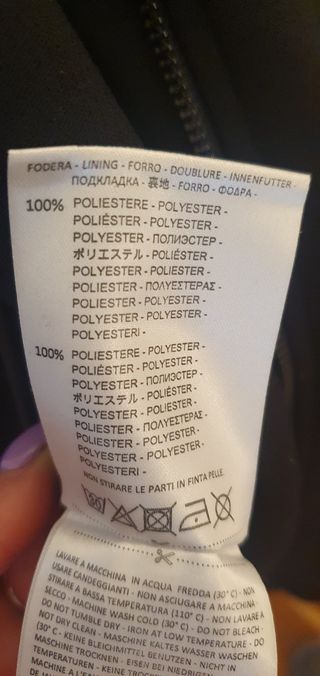 FODERA - LINING - FORRO - DOUBLURE - INNENFUTTER -
ПОДКЛАДКА - 裏地 - FORRO - ΦΟΔΡΑ -
100% POLIESTERE - POLYESTER -
POLIÉSTER - POLYESTER -
POLYESTER - ПОЛИЭСТЕР -
ポリエステル - POLIÉSTER -
POLYESTER - POLIESTER -
POLIESTER - ΠΟΛΥΕΣΤΕΡΑΣ -
POLIESTER - POLYESTER -
POLYESTER - POLYESTER -
POLYESTERI -
100% POLIESTERE - POLYESTER -
POLIÉSTER - POLYESTER -
POLYESTER - ПОЛИЭСТЕР -
ポリエステル - POLIÉSTER -
POLYESTER - POLIESTER -
POLIESTER - ΠΟΛΥΕΣΤΕΡΑΣ -
POLIESTER - POLYESTER -
POLYESTER - POLYESTER -
POLYESTERI -
NON STIRARE LE PARTI IN FINTA PELLE
30
LAVARE A MACCHINA IN ACQUA FREDDA (30° C) - NON
USARE CANDEGGIANTI - NON ASCIUGARE A MACCHINA -
STIRARE A BASSA TEMPERATURA (110° C) - NON LAVARE A
SECCO - MACHINE WASH COLD (30° C) - DO NOT BLEACH -
DO NOT TUMBLE DRY - IRON AT LOW TEMPERATURE - DO
NOT DRY CLEAN - MASCHINE KALTES WASSER WASCHEN
(30° C) - KEINE BLEICHMITTEL BENUTZEN - NICHT IN
MASCHINE TROCKNEN - EISEN BEI NIEDRIGEN